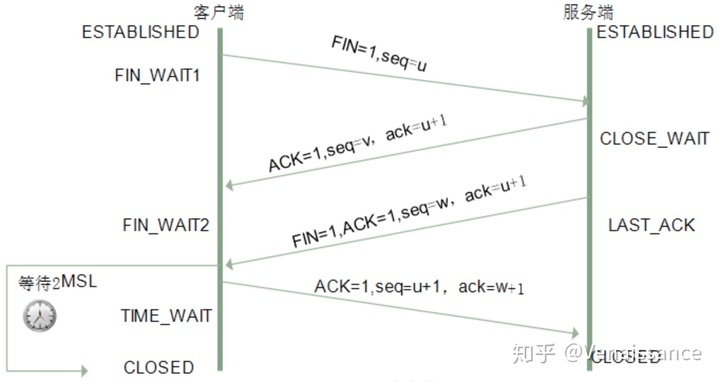 客户端
服务端
ESTABLISHED
ESTABLISHED
FIN=1,seq=u
FIN_WAIT1
ACK=1,seq=v，ack=u+1
CLOSE_WAIT
FIN_WAIT2
FIN=1,ACK=1,seq=w，ack=u+1
LAST_ACK
等待2MSL
ACK=1,seq=u+1，ack=w+1
TIME_WAIT
CLOSED
CLOSED
知乎 @Venaissance